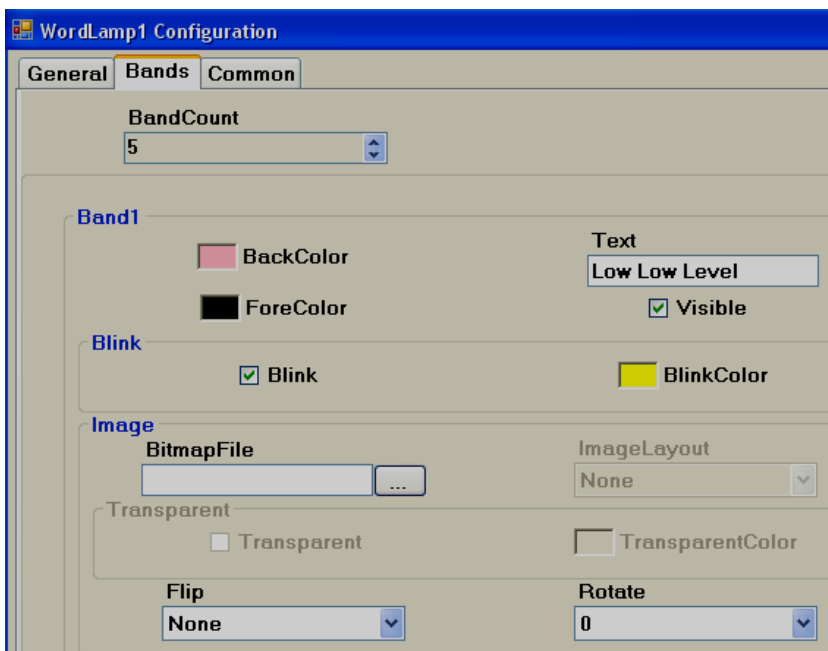 WordLamp1 Configuration
General Bands Common
BandCount
5
Band1
BackColor
Text
Low Low Level
ForeColor
Visible
Blink
Blink
BlinkColor
Image
BitmapFile
ImageLayout
...
None
Transparent
Transparent
TransparentColor
Flip
Rotate
None
0